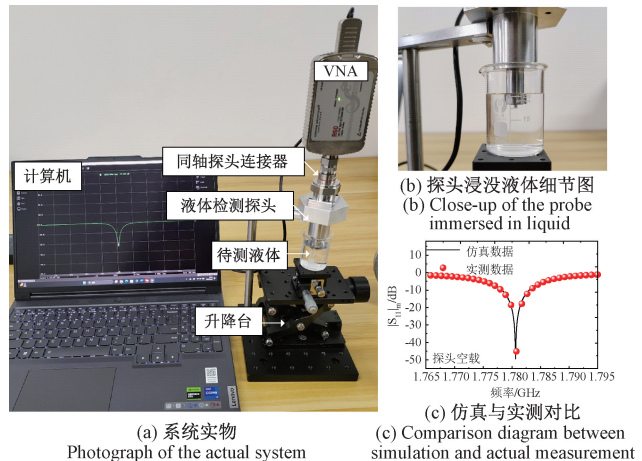 VNA
计算机
同轴探头连接器
液体检测探头
待测液体
升降台
Lenovo
(a) 系统实物
Photograph of the actual system
15
(b) 探头浸没液体细节图
(b) Close-up of the probe
immersed in liquid
10
0
-10
-20
-30
-40
-50
|S₁₁|ₘ/dB
仿真数据
实测数据
探头空载
1.765 1.770 1.775 1.780 1.785 1.790 1.795
频率/GHz
(c) 仿真与实测对比
(c) Comparison diagram between
simulation and actual measurement